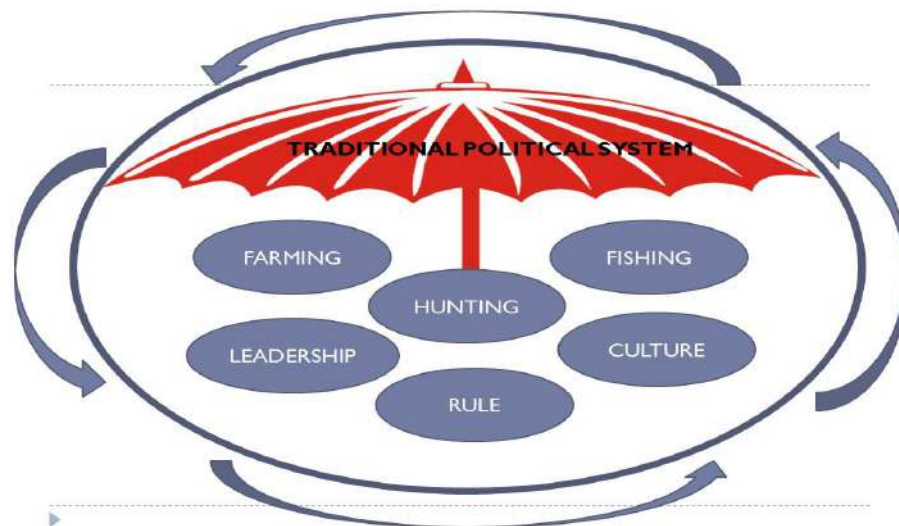 TRADITIONAL POLITICAL SYSTEM
FARMING
FISHING
HUNTING
LEADERSHIP
CULTURE
RULE